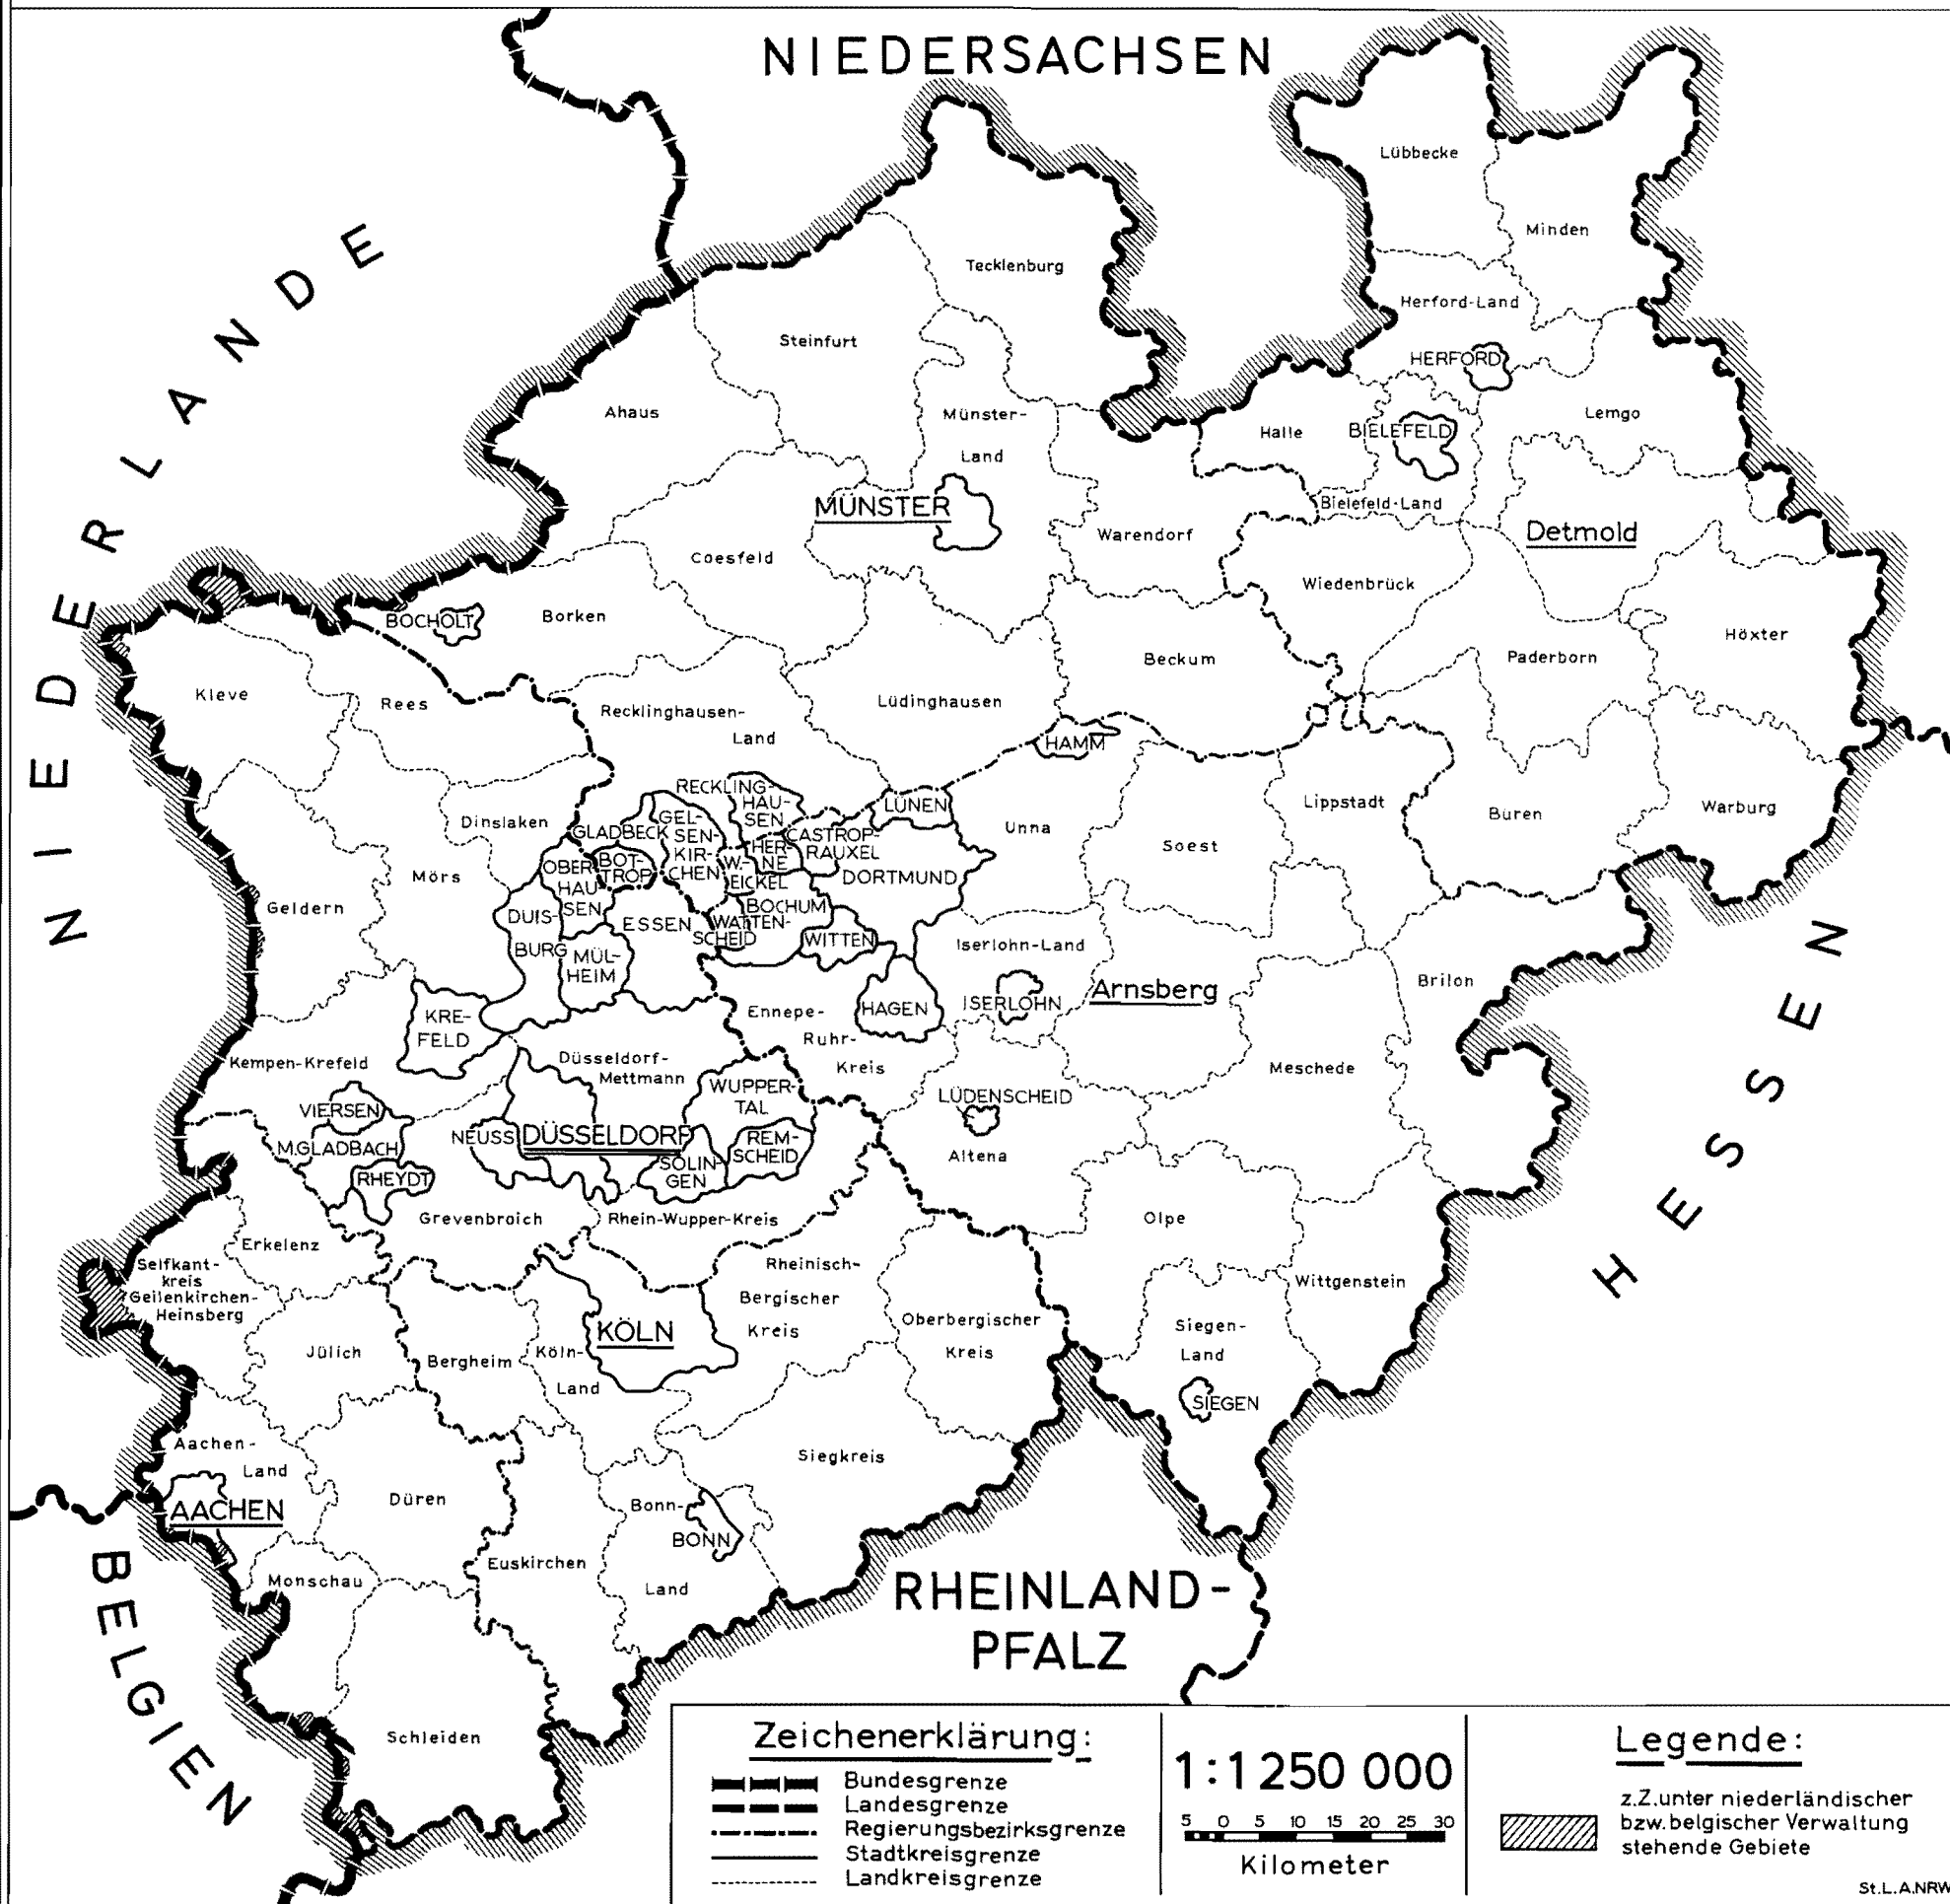 NIEDERSACHSEN
NIEDERLANDE
BELGIEN
HESSEN
RHEINLAND-
PFALZ
Lübbecke
Minden
Tecklenburg
Herford-Land
Steinfurt
HERFORD
Ahaus
Münster-
Land
Halle
BIELEFELD
Lemgo
MÜNSTER
Bielefeld-Land
Detmold
Coesfeld
Warendorf
Wiedenbrück
BOCHOLT
Borken
Höxter
Beckum
Paderborn
Kleve
Rees
Recklinghausen-
Land
Lüdinghausen
HAMM
Dinslaken
RECKLING-
HAU-
SEN
LÜNEN
Unna
Lippstadt
Büren
Warburg
GLADBECK
GEL-
SEN-
KIR-
CHEN
CASTROP-
RAUXEL
HER-
NE
W.-
EICKEL
Soest
Mörs
OBER-
HAU-
SEN
BOT-
TROP
DORTMUND
Geldern
DUIS-
BURG
ESSEN
BOCHUM
WATTEN-
SCHEID
WITTEN
MÜL-
HEIM
Iserlohn-Land
ISERLOHN
Arnsberg
Brilon
KRE-
FELD
Ennepe-
Ruhr-
Kreis
HAGEN
Kempen-Krefeld
Düsseldorf-
Mettmann
WUPPER-
TAL
Meschede
VIERSEN
LÜDENSCHEID
M.GLADBACH
NEUSS
DÜSSELDORF
REM-
SCHEID
SOLIN-
GEN
RHEYDT
Altena
Grevenbroich
Rhein-Wupper-Kreis
Olpe
Erkelenz
Selfkant-
kreis
Geilenkirchen-
Heinsberg
Rheinisch-
Bergischer
Kreis
Wittgenstein
Jülich
Bergheim
Köln-
Land
KÖLN
Oberbergischer
Kreis
Siegen-
Land
SIEGEN
Aachen-
Land
AACHEN
Düren
Siegkreis
Bonn-
Land
BONN
Euskirchen
Monschau
Schleiden
Zeichenerklärung:
Bundesgrenze
Landesgrenze
Regierungsbezirksgrenze
Stadtkreisgrenze
Landkreisgrenze
1:1250 000
5 0 5 10 15 20 25 30
Kilometer
Legende:
z.Z.unter niederländischer
bzw.belgischer Verwaltung
stehende Gebiete
St.L.A.NRW